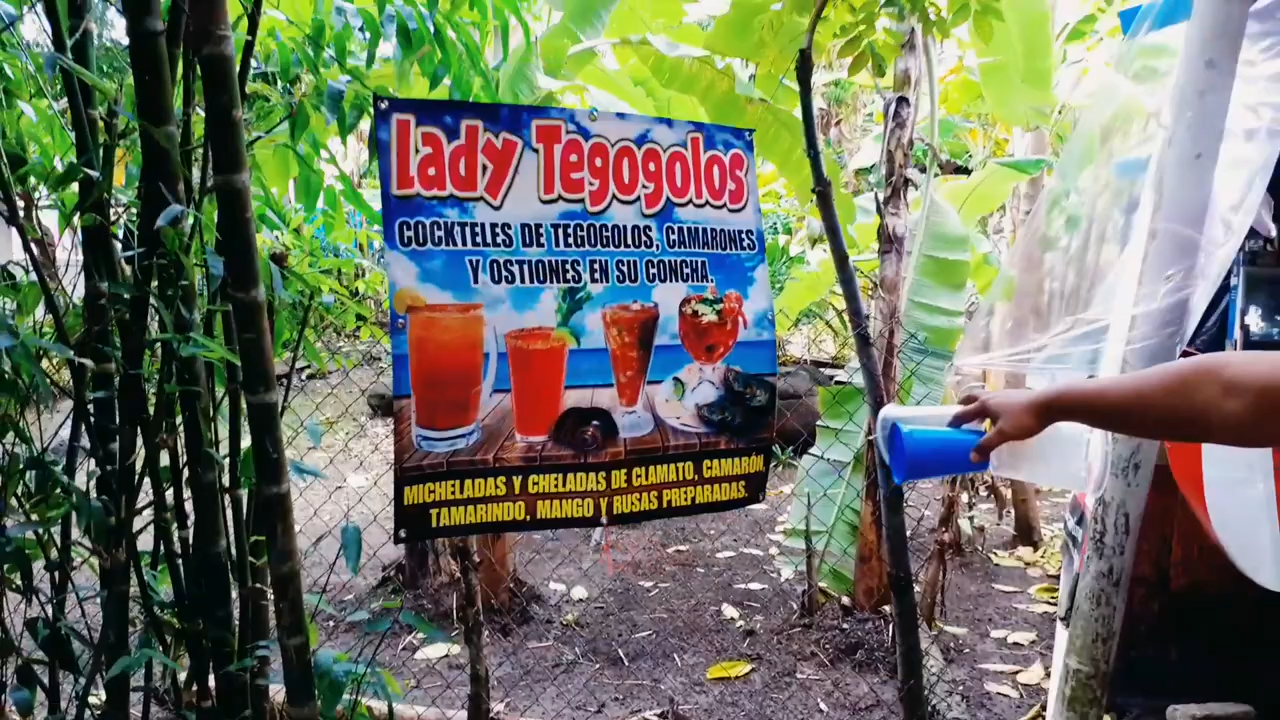 Lady Tegogolos
COCKTELES DE TEGOGOLOS, CAMARONES
Y OSTIONES EN SU CONCHA.
MICHELADAS Y CHELADAS DE CLAMATO, CAMARÓN,
TAMARINDO, MANGO Y RUSAS PREPARADAS.